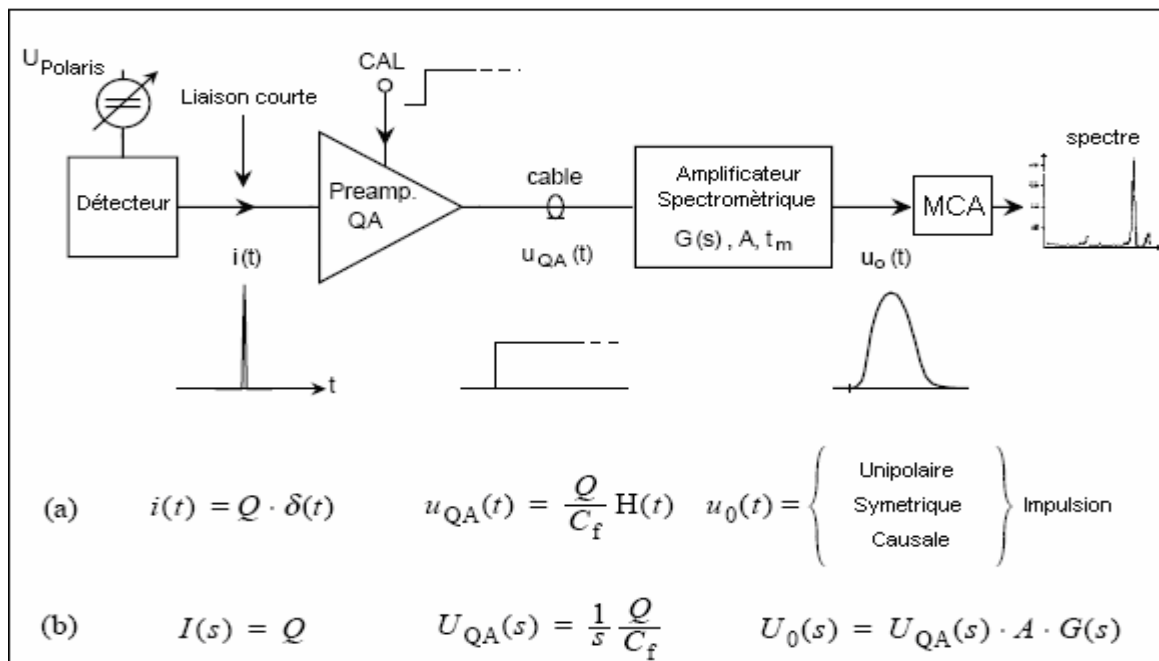 U Polaris
Liaison courte
CAL
spectre
Détecteur
Preamp.
QA
cable
Amplificateur
Spectromètrique
G(s) , A, t_m
MCA
i(t)
u_QA(t)
u_o(t)
t
(a) i(t) = Q · δ(t) u_QA(t) = Q/C_f H(t) u_0(t) = { Unipolaire Symetrique Causale } Impulsion
(b) I(s) = Q U_QA(s) = 1/s Q/C_f U_0(s) = U_QA(s) · A · G(s)